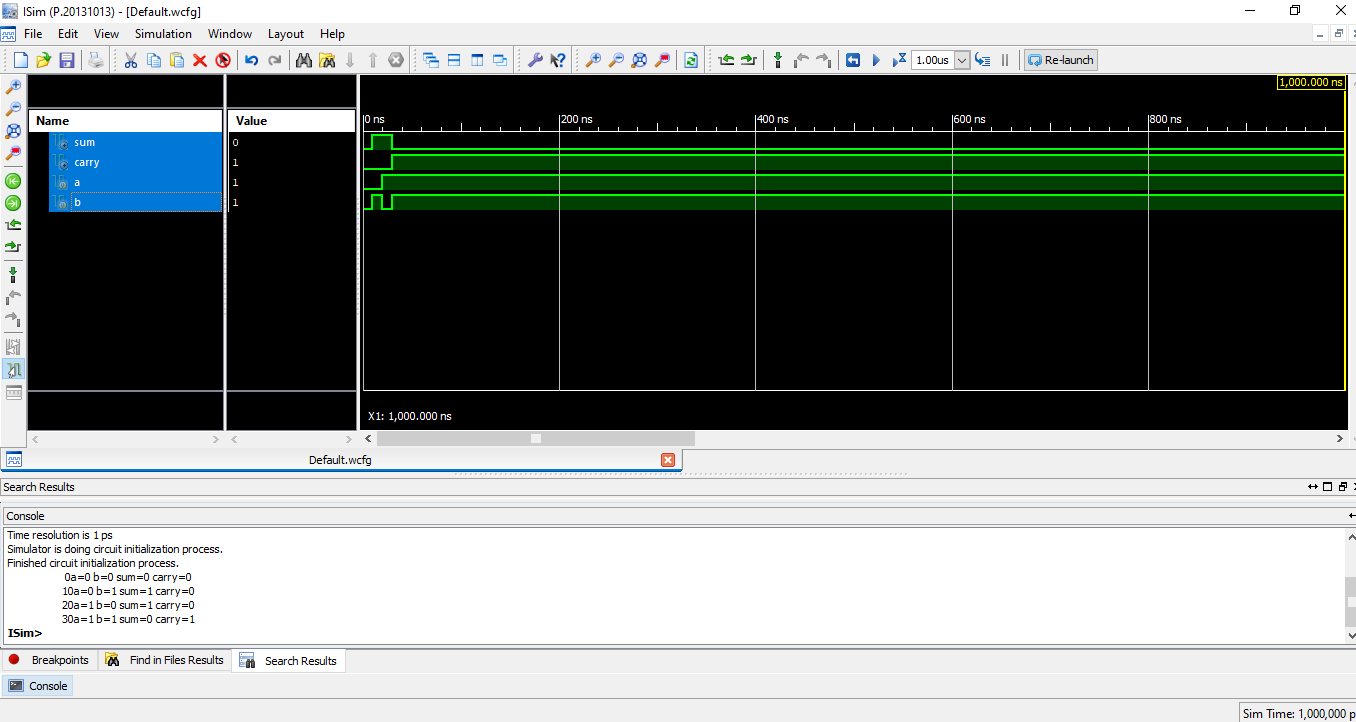 ISim (P.20131013) - [Default.wcfg]
File Edit View Simulation Window Layout Help
1.00us Re-launch
1,000.000 ns
Name Value
0 ns 200 ns 400 ns 600 ns 800 ns
sum 0
carry 1
a 1
b 1
X1: 1,000.000 ns
Default.wcfg
Search Results
Console
Time resolution is 1 ps
Simulator is doing circuit initialization process.
Finished circuit initialization process.
0a=0 b=0 sum=0 carry=0
10a=0 b=1 sum=1 carry=0
20a=1 b=0 sum=1 carry=0
30a=1 b=1 sum=0 carry=1
ISim>
Breakpoints Find in Files Results Search Results
Console
Sim Time: 1,000,000 p